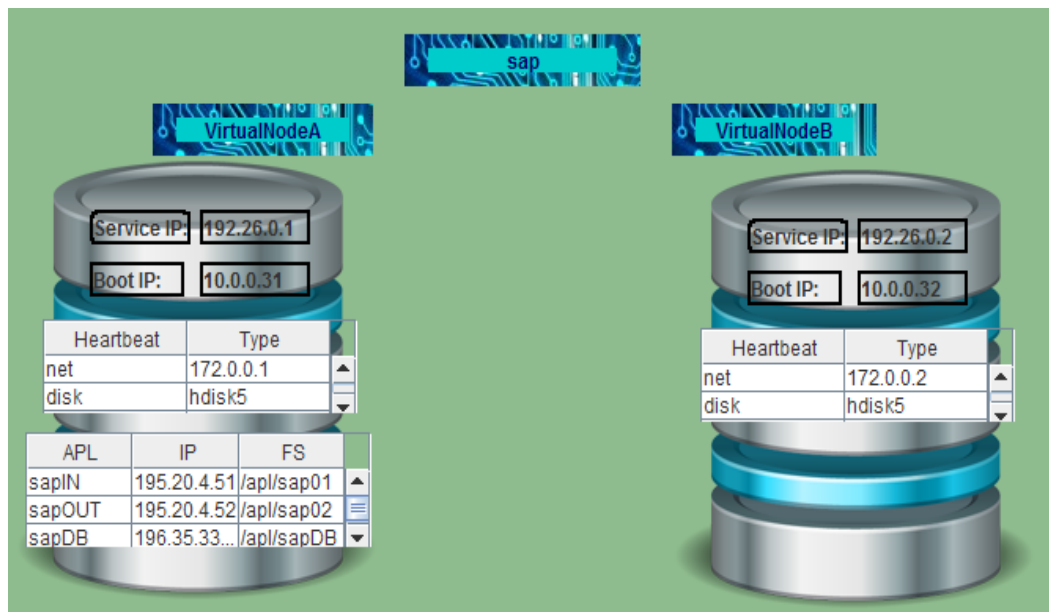 sap
VirtualNodeA
Service IP: 192.26.0.1
Boot IP: 10.0.0.31
Heartbeat Type
net 172.0.0.1
disk hdisk5
APL IP FS
sapIN 195.20.4.51 /apl/sap01
sapOUT 195.20.4.52 /apl/sap02
sapDB 196.35.33... /apl/sapDB
VirtualNodeB
Service IP: 192.26.0.2
Boot IP: 10.0.0.32
Heartbeat Type
net 172.0.0.2
disk hdisk5